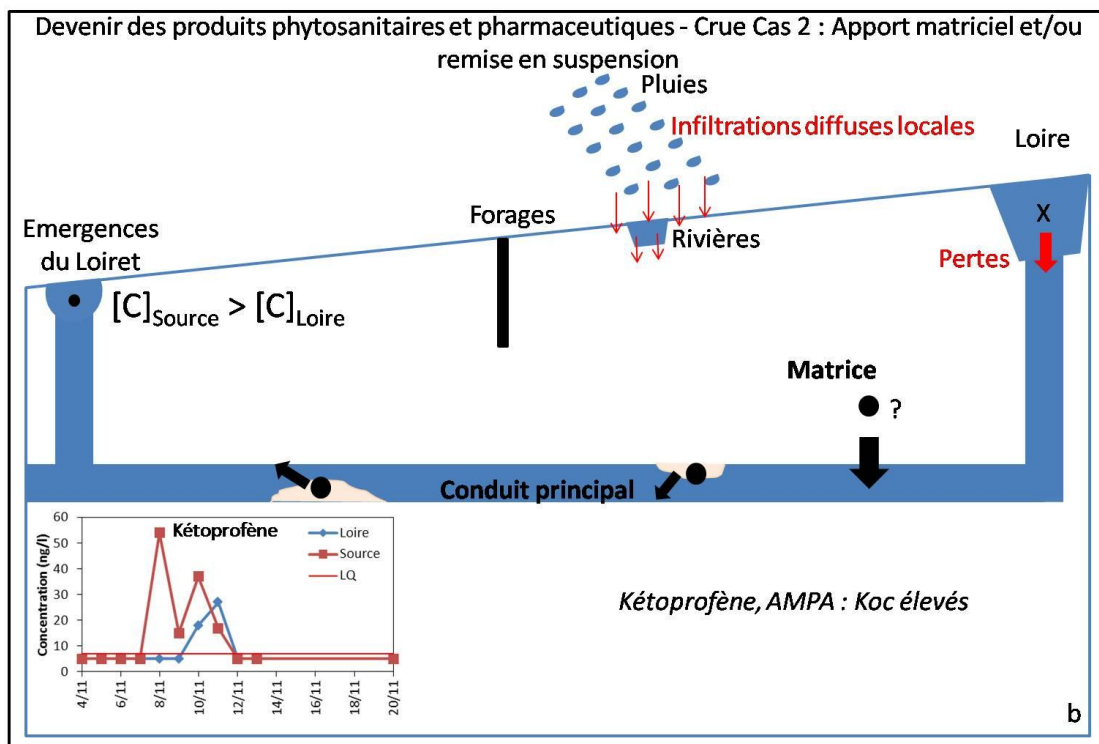 Devenir des produits phytosanitaires et pharmaceutiques - Crue Cas 2 : Apport matriciel et/ou
remise en suspension
Pluies
Infiltrations diffuses locales
Loire
Forages
Emergences
du Loiret
Rivières
X
Pertes
[C]Source > [C]Loire
Matrice
?
Conduit principal
Kétoprofène
Loire
Source
LQ
Concentration (ng/l)
60
50
40
30
20
10
0
4/11
6/11
8/11
10/11
12/11
14/11
16/11
18/11
20/11
Kétoprofène, AMPA : Koc élevés
b